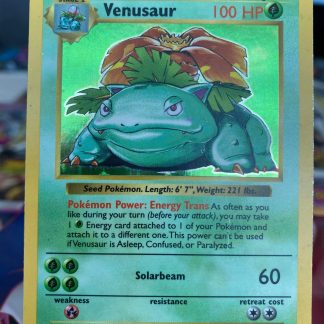 STAGE 2
Venusaur 100 HP
Seed Pokémon. Length: 6' 7", Weight: 221 lbs.
Pokémon Power: Energy Trans As often as you
like during your turn (before your attack), you may take
1 Energy card attached to 1 of your Pokémon and
attach it to a different one. This power can't be used
if Venusaur is Asleep, Confused, or Paralyzed.
Solarbeam 60
weakness resistance retreat cost